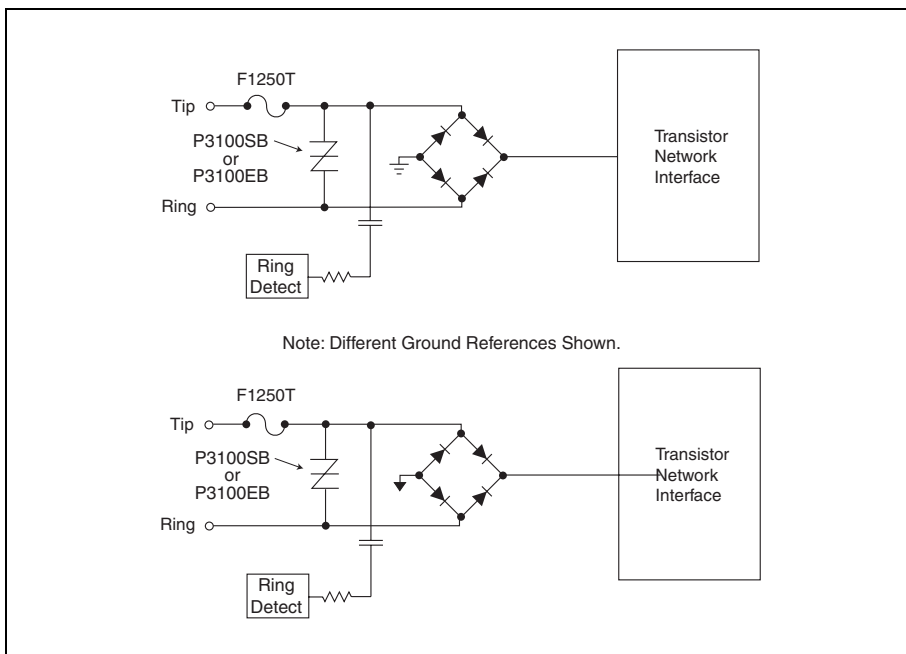 F1250T
Tip
P3100SB
or
P3100EB
Ring
Ring
Detect
Transistor
Network
Interface
Note: Different Ground References Shown.
F1250T
Tip
P3100SB
or
P3100EB
Ring
Ring
Detect
Transistor
Network
Interface